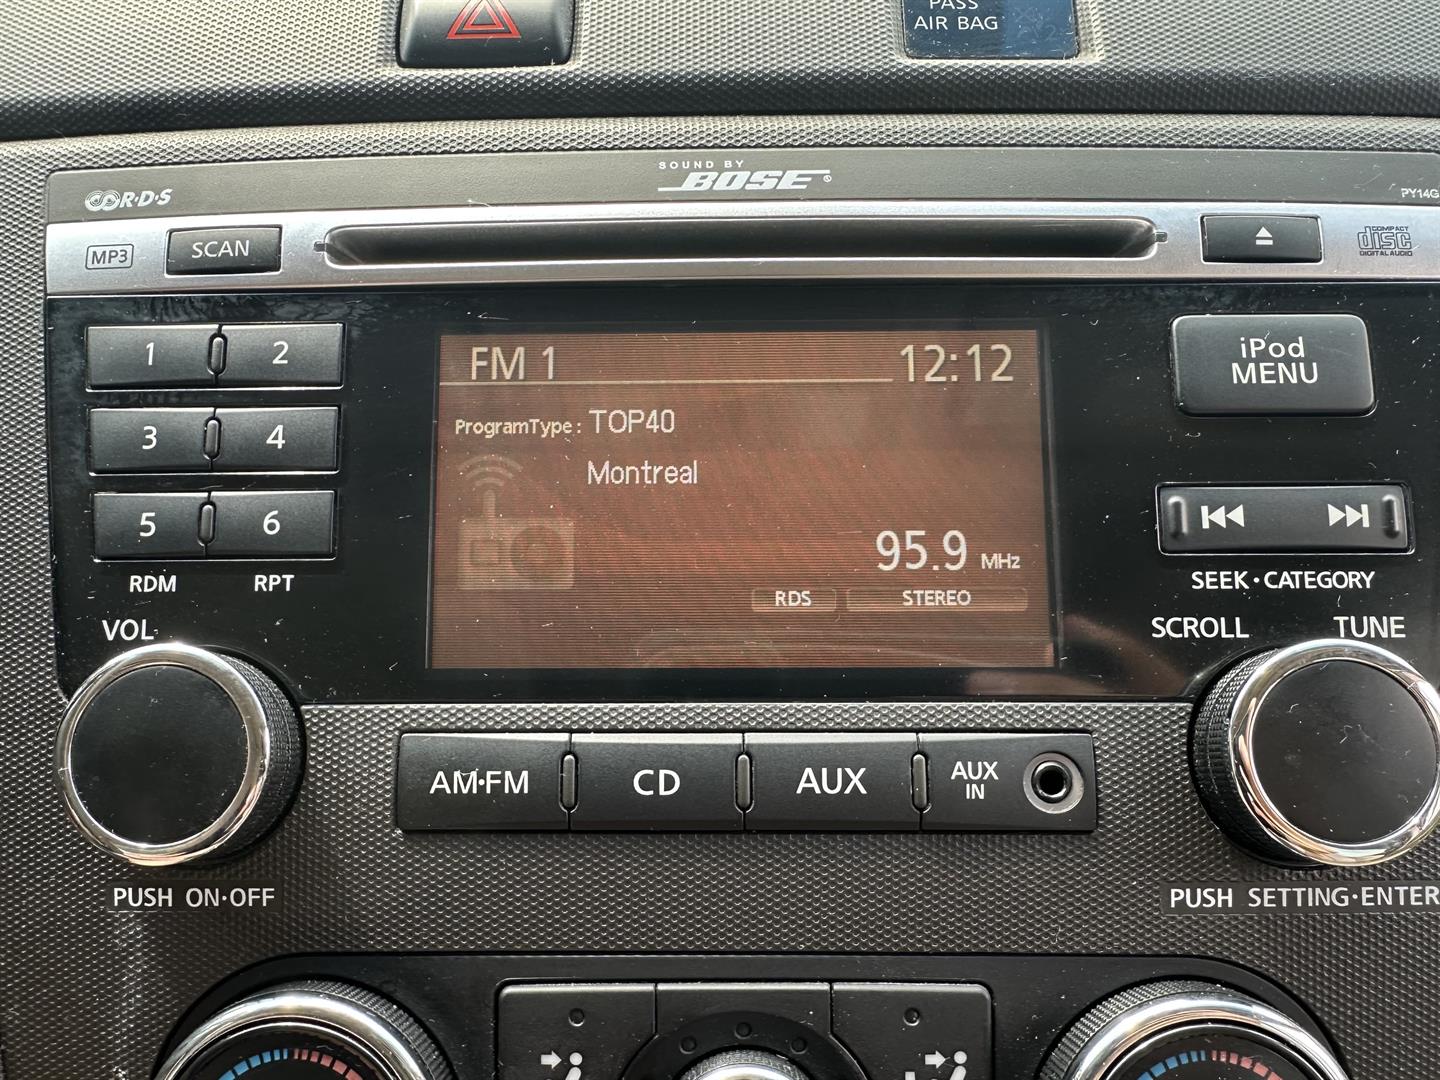 PASS
AIR BAG
SOUND BY
BOSE®
R·D·S
PY14G
MP3
SCAN
COMPACT
disc
DIGITAL AUDIO
1 2
3 4
5 6
RDM RPT
VOL
PUSH ON·OFF
FM 1 12:12
ProgramType: TOP40
Montreal
95.9 MHz
RDS STEREO
iPod
MENU
SEEK·CATEGORY
SCROLL TUNE
PUSH SETTING·ENTER
AM·FM CD AUX AUX
IN